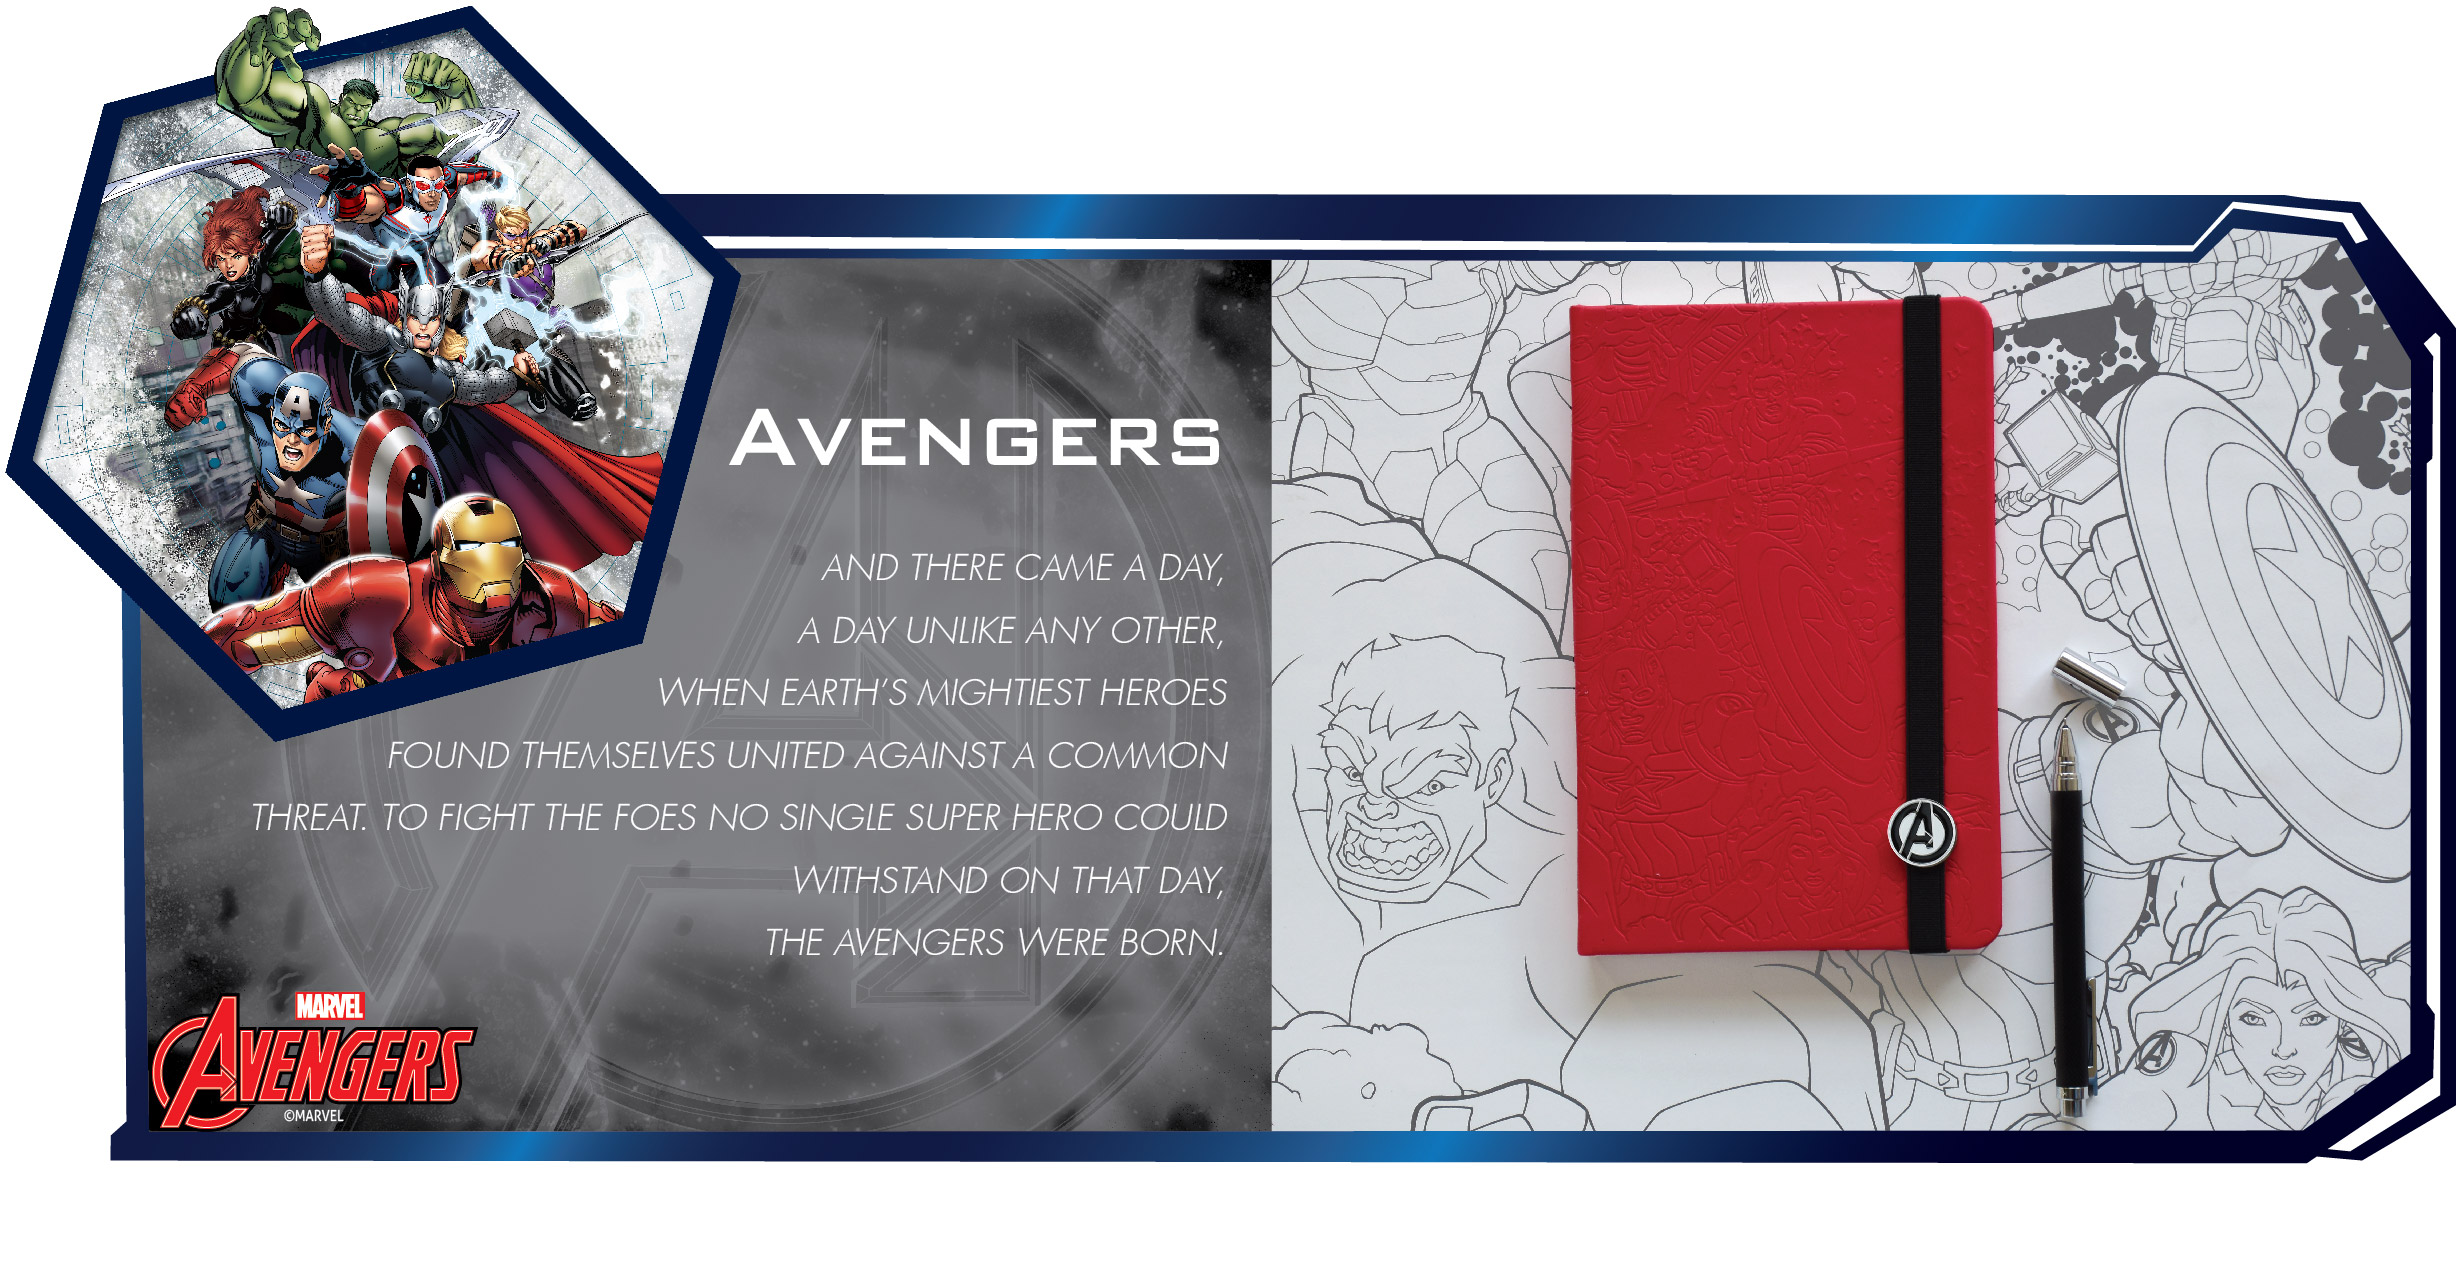 AVENGERS
AND THERE CAME A DAY,
A DAY UNLIKE ANY OTHER,
WHEN EARTH'S MIGHTIEST HEROES
FOUND THEMSELVES UNITED AGAINST A COMMON
THREAT. TO FIGHT THE FOES NO SINGLE SUPER HERO COULD
WITHSTAND ON THAT DAY,
THE AVENGERS WERE BORN.
MARVEL
AVENGERS
©MARVEL